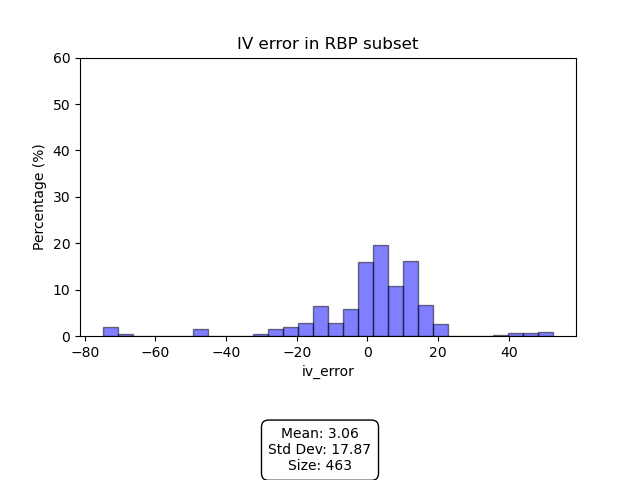 IV error in RBP subset
Percentage (%)
60
50
40
30
20
10
0
−80 −60 −40 −20 0 20 40
iv_error
Mean: 3.06
Std Dev: 17.87
Size: 463